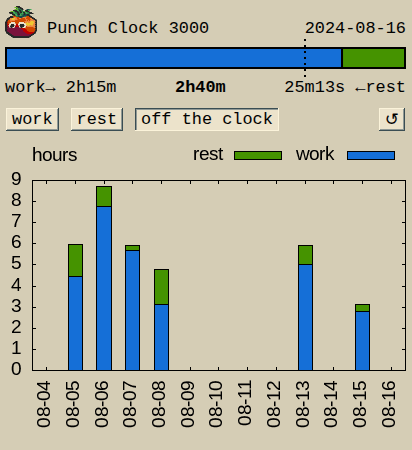 Punch Clock 3000 2024-08-16
work→ 2h15m 2h40m 25m13s ←rest
work rest off the clock ↺
hours rest work
9
8
7
6
5
4
3
2
1
0
08-04 08-05 08-06 08-07 08-08 08-09 08-10 08-11 08-12 08-13 08-14 08-15 08-16